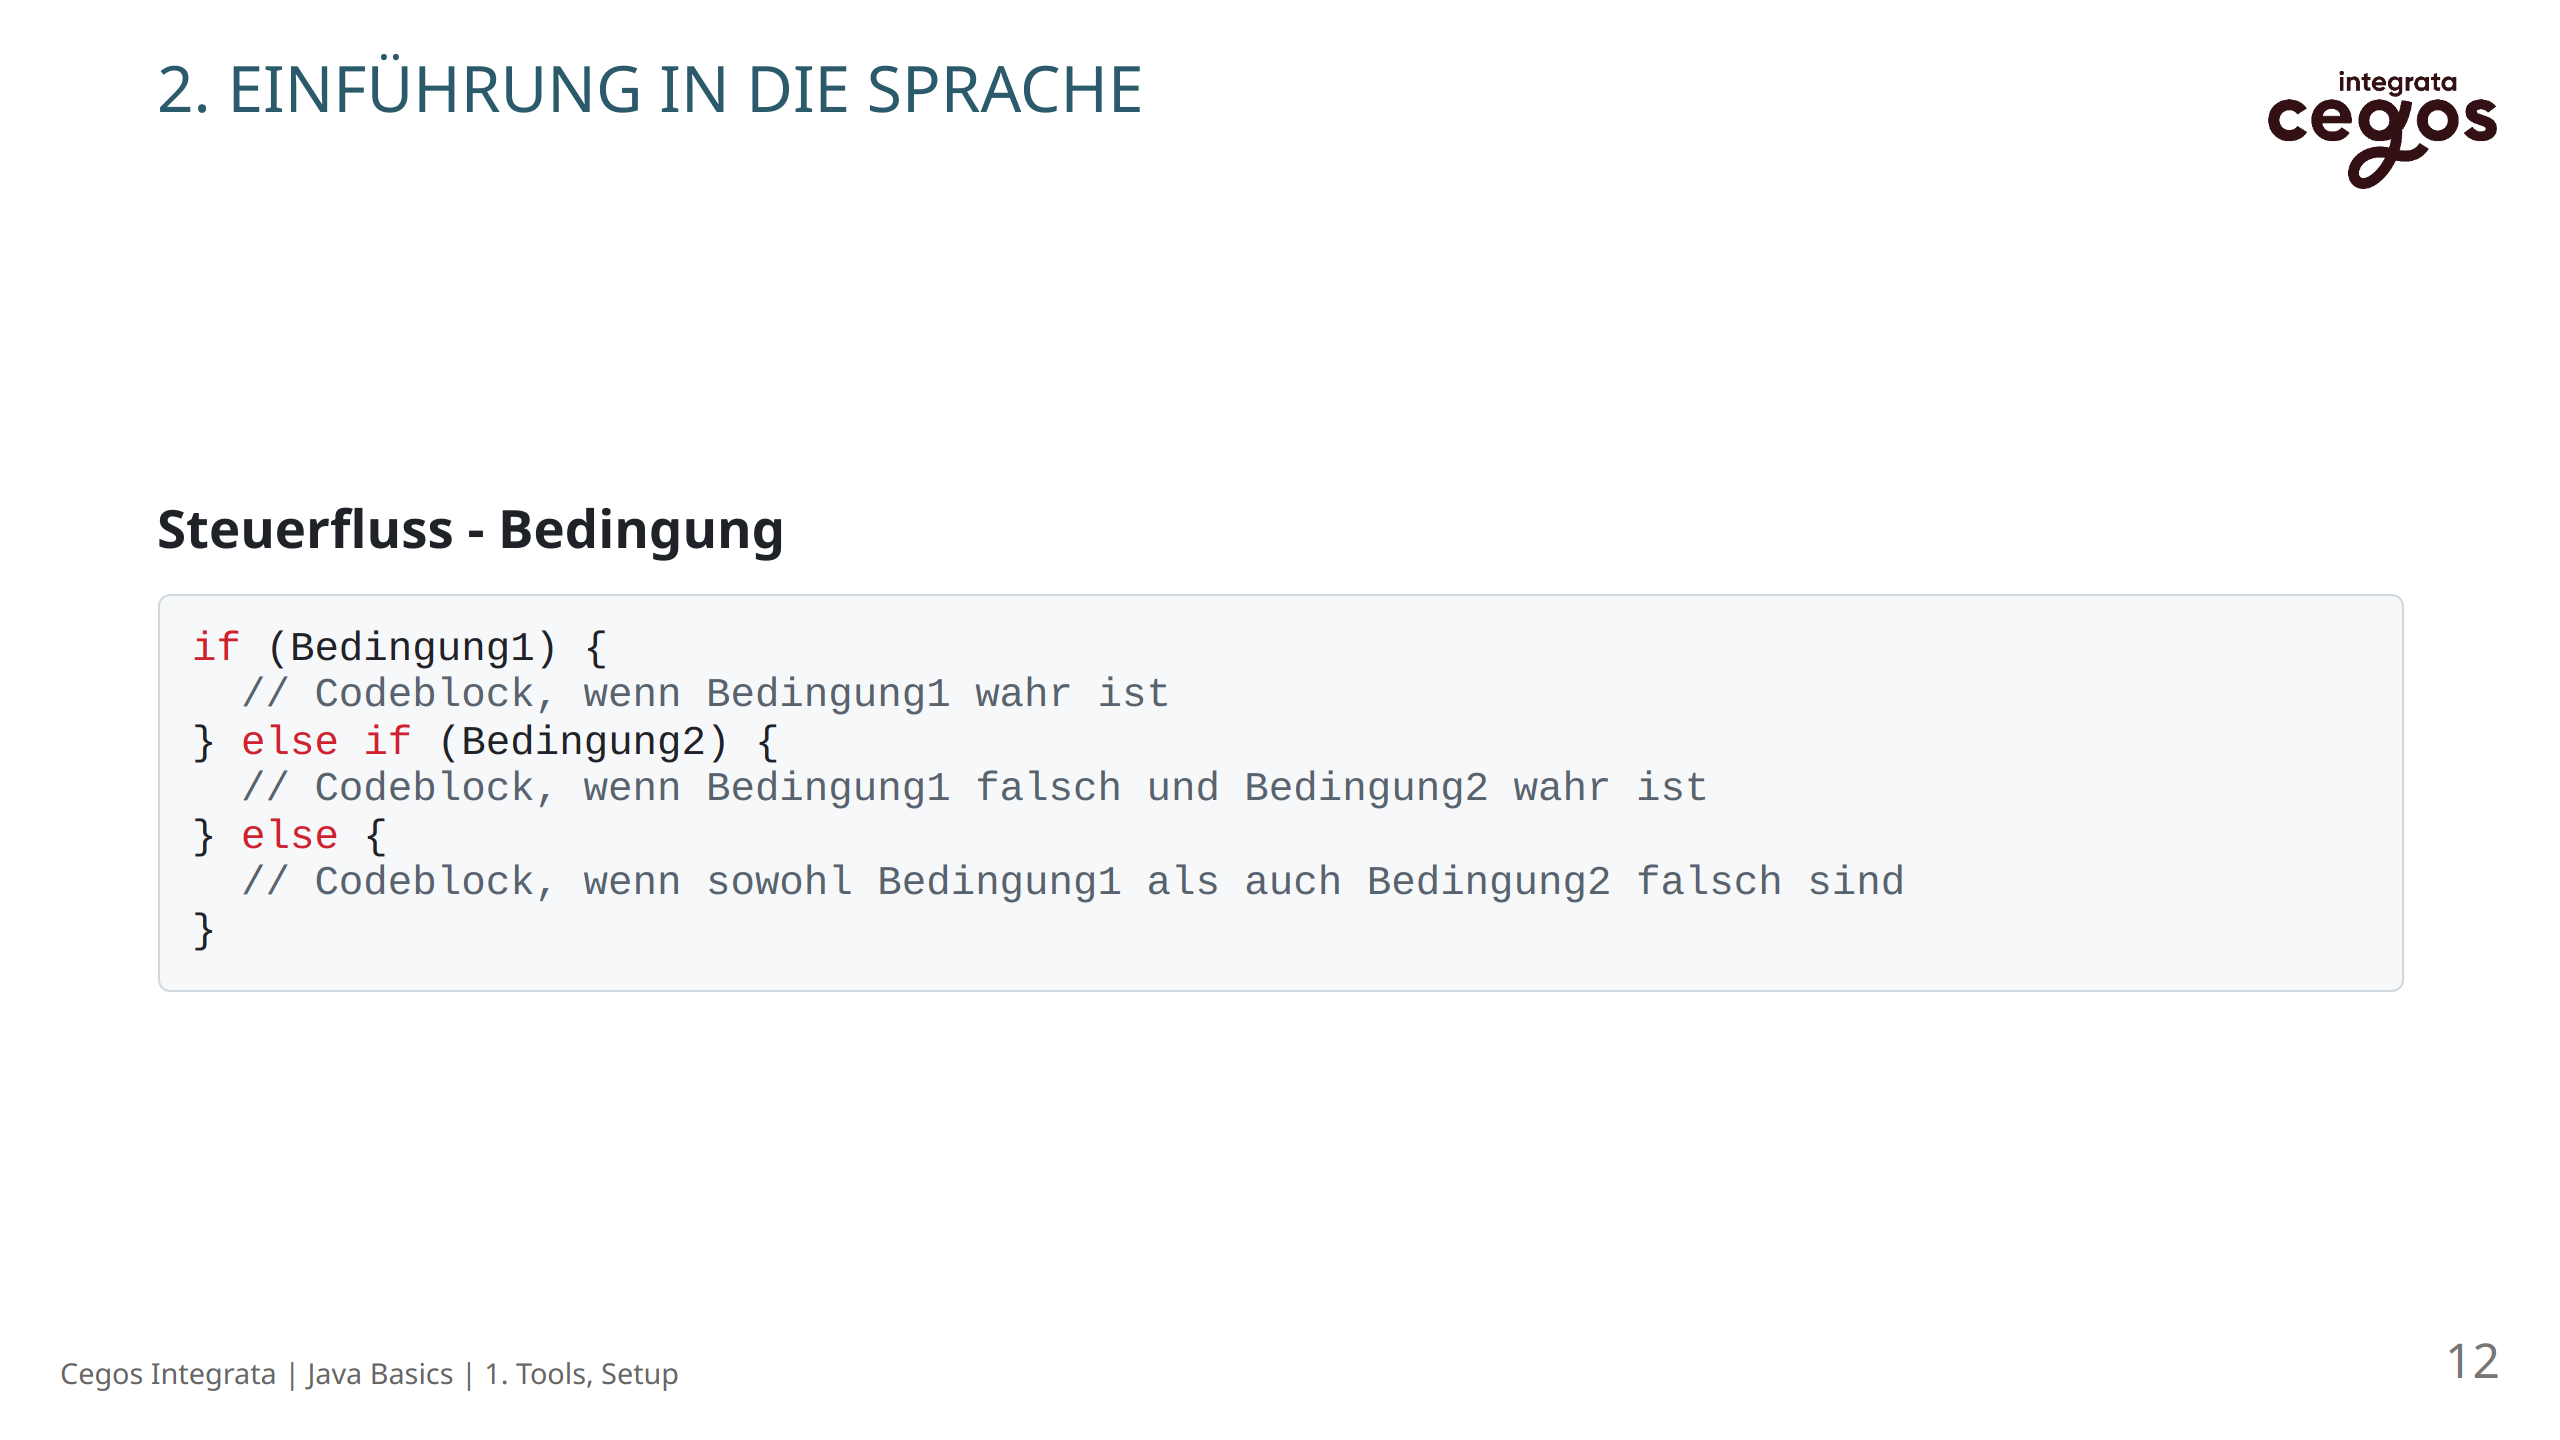 2. EINFÜHRUNG IN DIE SPRACHE
integrata
cegos
Steuerfluss - Bedingung
if (Bedingung1) {
  // Codeblock, wenn Bedingung1 wahr ist
} else if (Bedingung2) {
  // Codeblock, wenn Bedingung1 falsch und Bedingung2 wahr ist
} else {
  // Codeblock, wenn sowohl Bedingung1 als auch Bedingung2 falsch sind
}
Cegos Integrata | Java Basics | 1. Tools, Setup
12